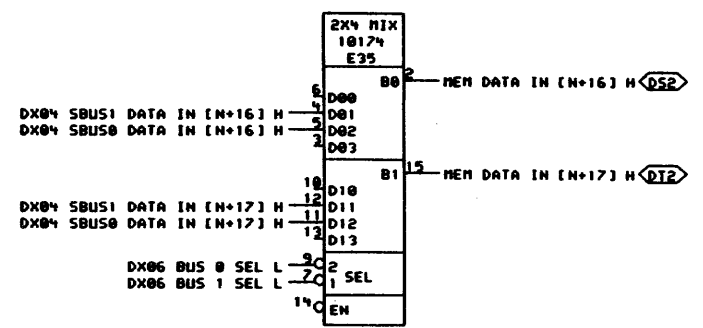 2X4 MIX
10174
E35
B0 2 MEM DATA IN [N+16] H DS2
6 D00
DX04 SBUS1 DATA IN [N+16] H 4 D01
DX04 SBUS0 DATA IN [N+16] H 5 D02
3 D03
B1 15 MEM DATA IN [N+17] H DT2
10 D10
DX04 SBUS1 DATA IN [N+17] H 12 D11
DX04 SBUS0 DATA IN [N+17] H 11 D12
13 D13
DX06 BUS 0 SEL L 9 2
DX06 BUS 1 SEL L 7 1 SEL
14 EN